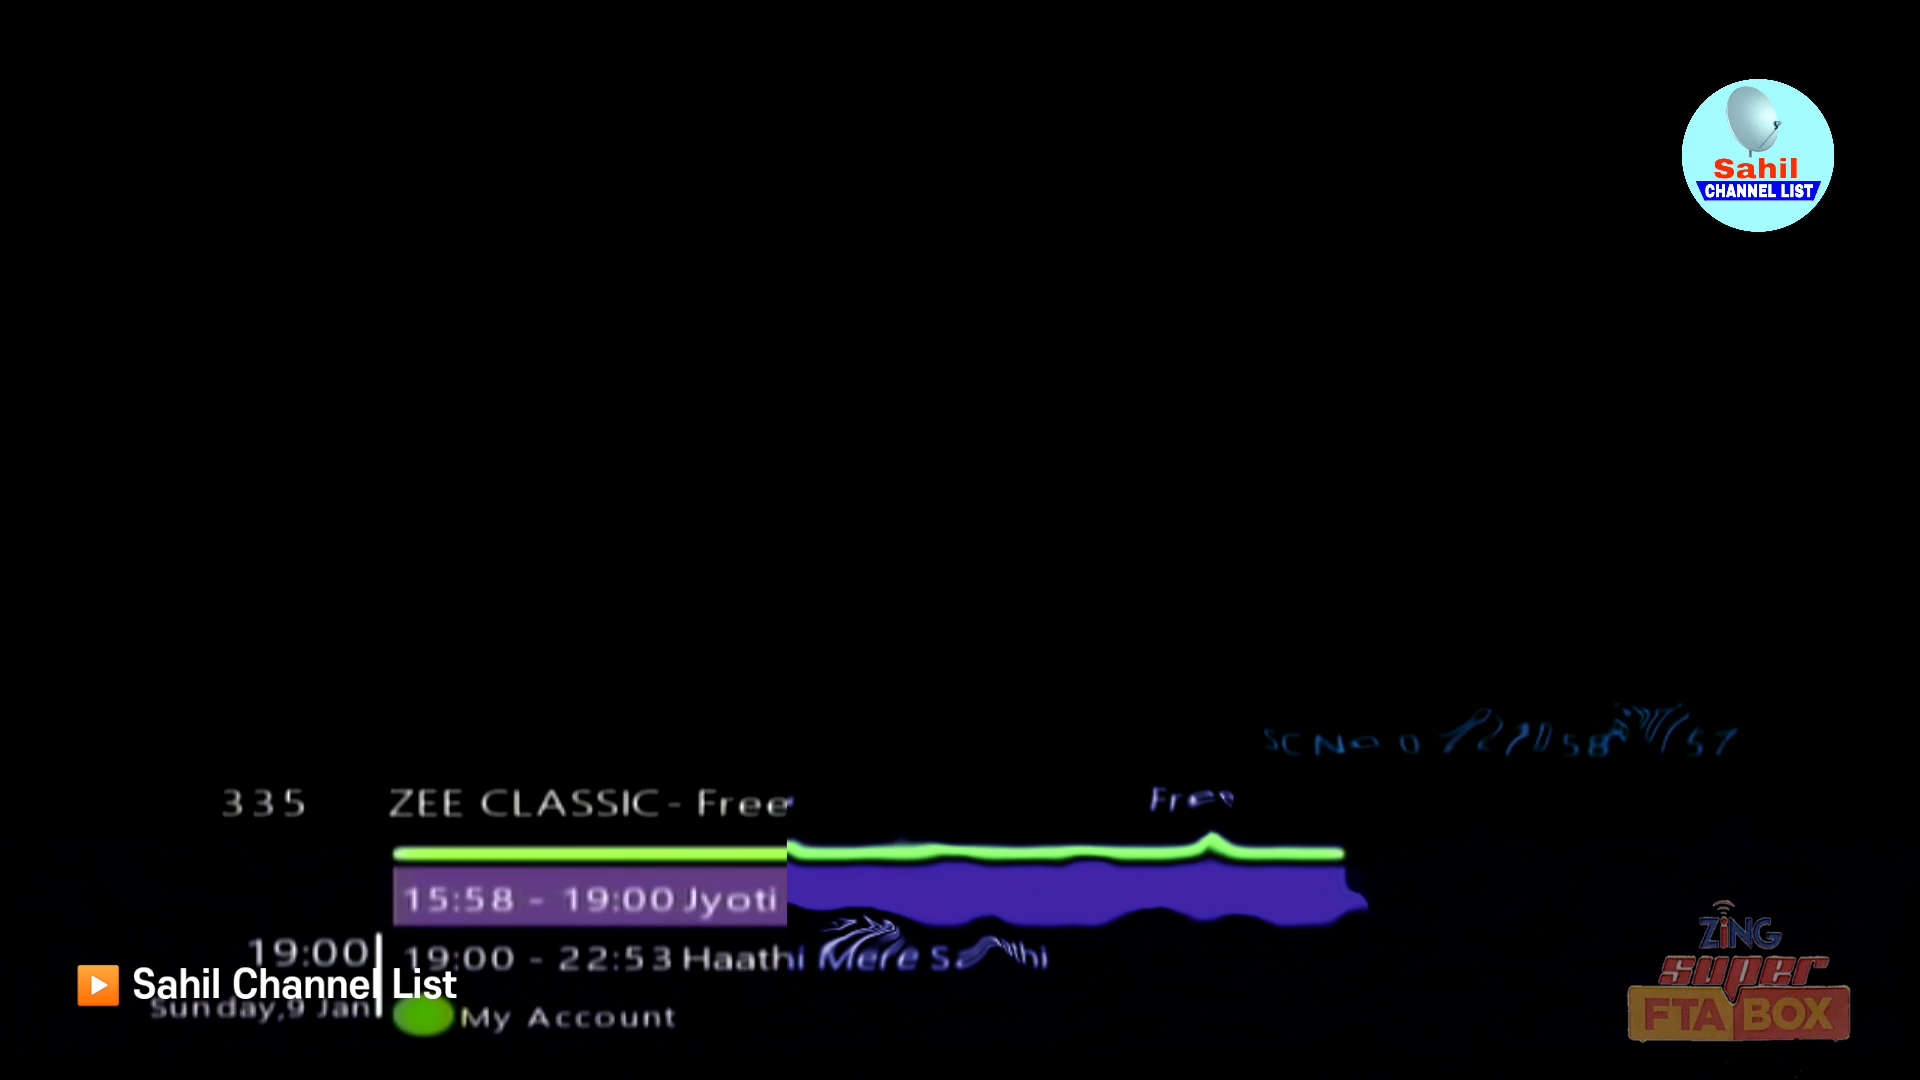 Sahil
CHANNEL LIST
335 ZEE CLASSIC - Free
Free
15:58 - 19:00 Jyoti
19:00
19:00 - 22:53 Haathi Mere Saathi
Sahil Channel List
Sunday,9 Jan
My Account
ZiNG
super
FTA BOX